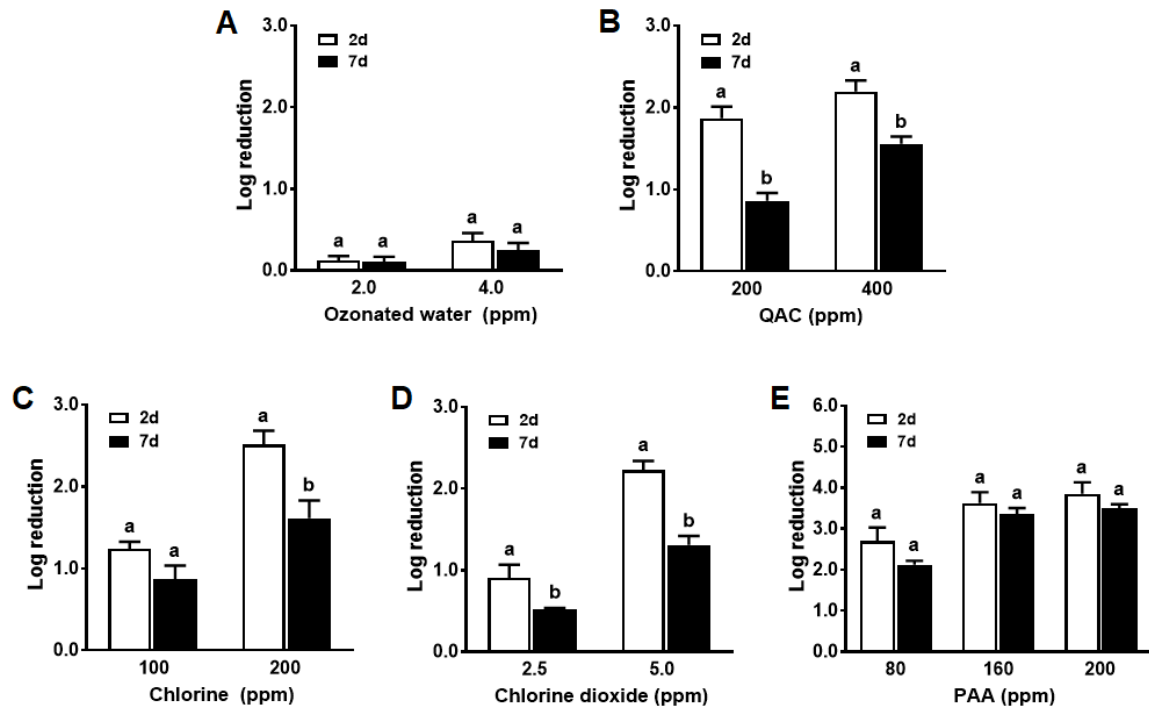 A
3.0
2.0
1.0
0.0
Log reduction
2d
7d
a a
a a
2.0 4.0
Ozonated water (ppm)
B
3.0
2.0
1.0
0.0
Log reduction
2d
7d
a
b
a
b
200 400
QAC (ppm)
C
3.0
2.0
1.0
0.0
Log reduction
2d
7d
a
a
a
b
100 200
Chlorine (ppm)
D
3.0
2.0
1.0
0.0
Log reduction
2d
7d
a
b
a
b
2.5 5.0
Chlorine dioxide (ppm)
E
6.0
5.0
4.0
3.0
2.0
1.0
0.0
Log reduction
2d
7d
a
a
a a
a a
80 160 200
PAA (ppm)